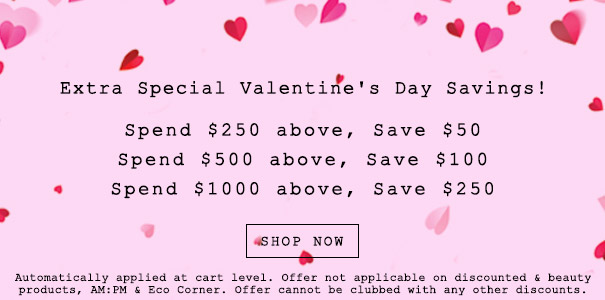 Extra Special Valentine's Day Savings!
Spend $250 above, Save $50
Spend $500 above, Save $100
Spend $1000 above, Save $250
SHOP NOW
Automatically applied at cart level. Offer not applicable on discounted & beauty
products, AM:PM & Eco Corner. Offer cannot be clubbed with any other discounts.